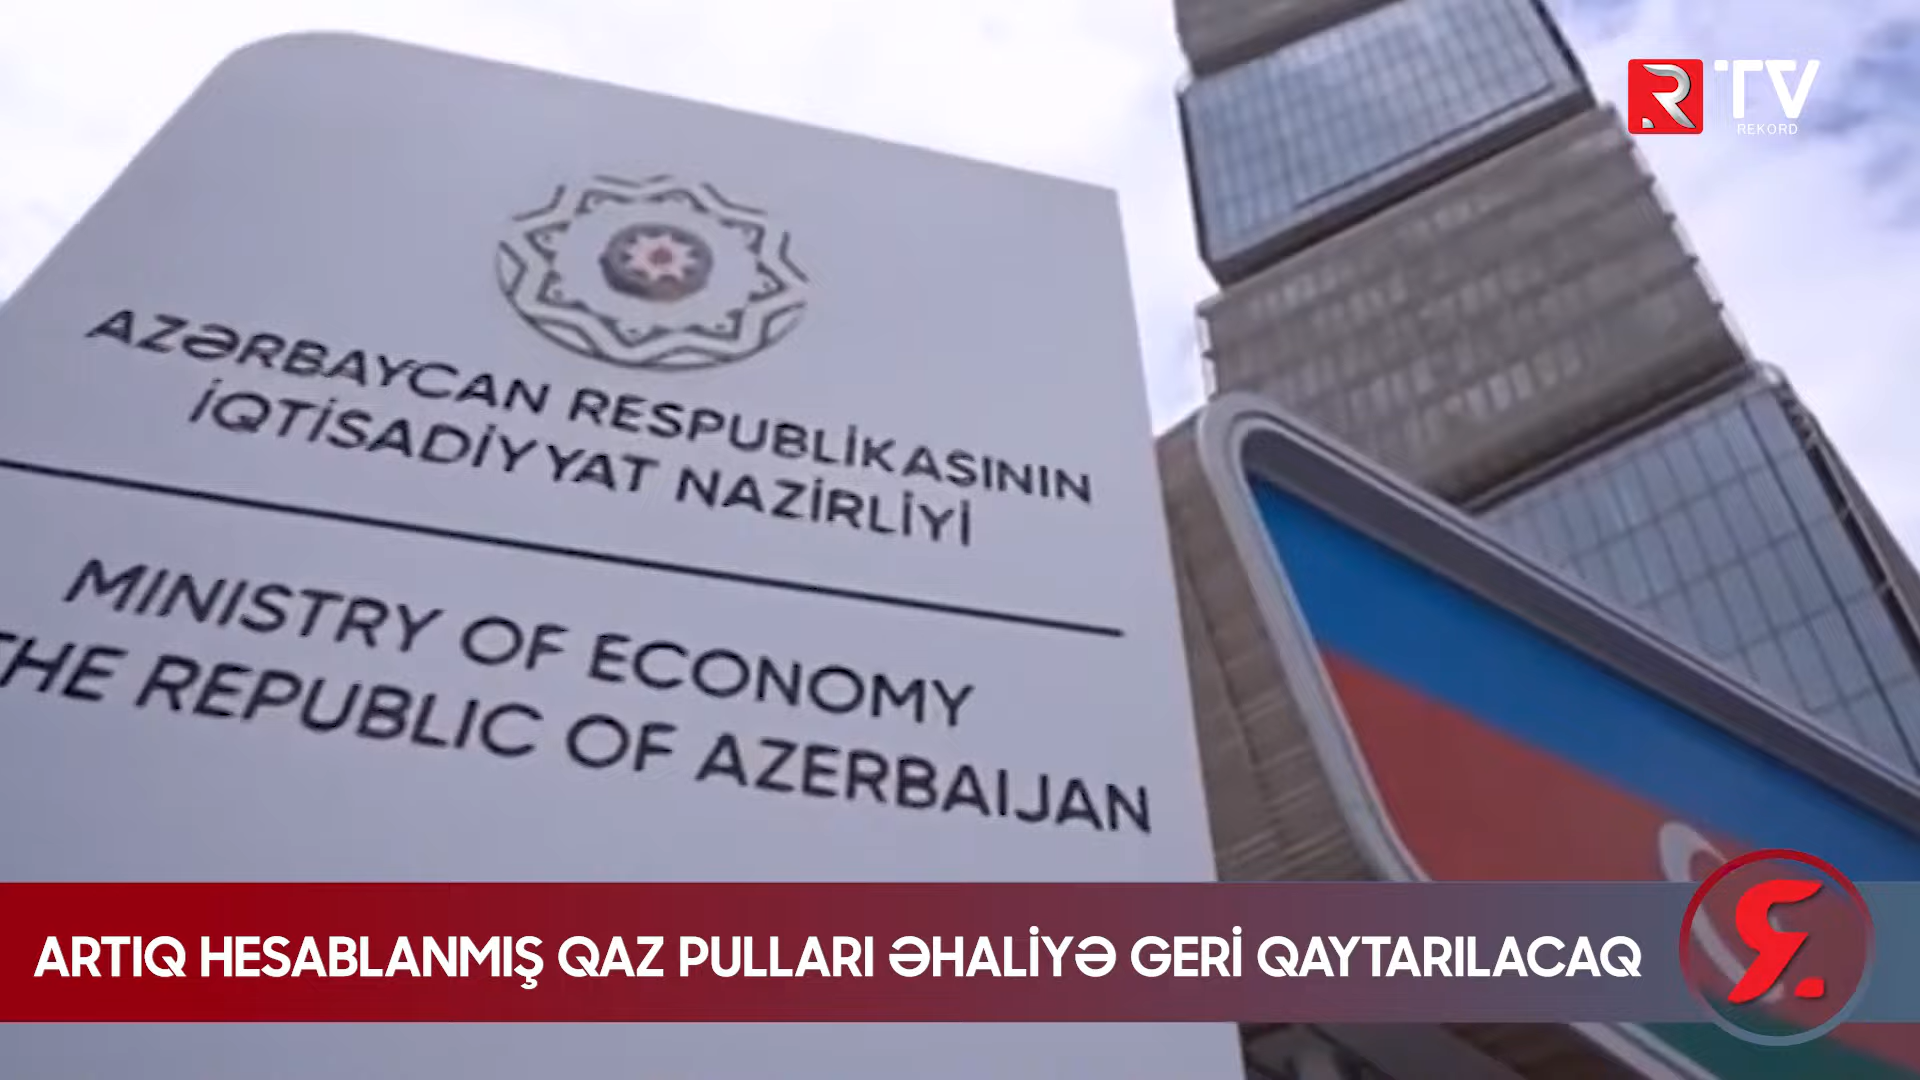 TV
REKORD
AZƏRBAYCAN RESPUBLİKASININ
İQTİSADİYYAT NAZİRLİYİ
MINISTRY OF ECONOMY
THE REPUBLIC OF AZERBAIJAN
ARTIQ HESABLANMIŞ QAZ PULLARI ƏHALİYƏ GERİ QAYTARILACAQ